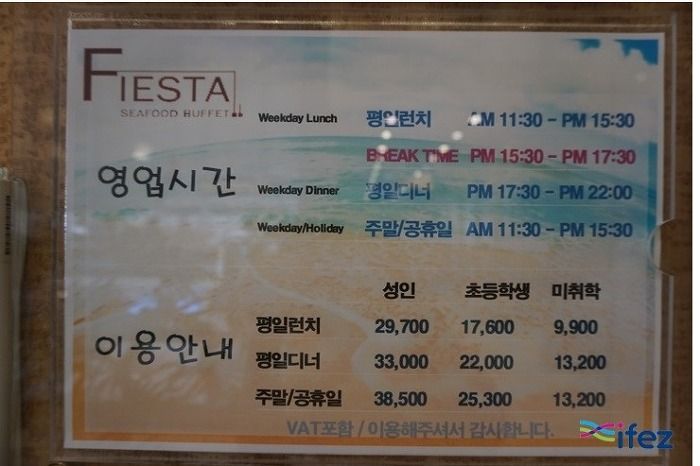 FIESTA
SEAFOOD BUFFET
영업시간
Weekday Lunch 평일런치 AM 11:30 - PM 15:30
BREAK TIME PM 15:30 - PM 17:30
Weekday Dinner 평일디너 PM 17:30 - PM 22:00
Weekday/Holiday 주말/공휴일 AM 11:30 - PM 15:30
이용안내
성인 초등학생 미취학
평일런치 29,700 17,600 9,900
평일디너 33,000 22,000 13,200
주말/공휴일 38,500 25,300 13,200
VAT포함 / 이용해주셔서 감사합니다.
ifez